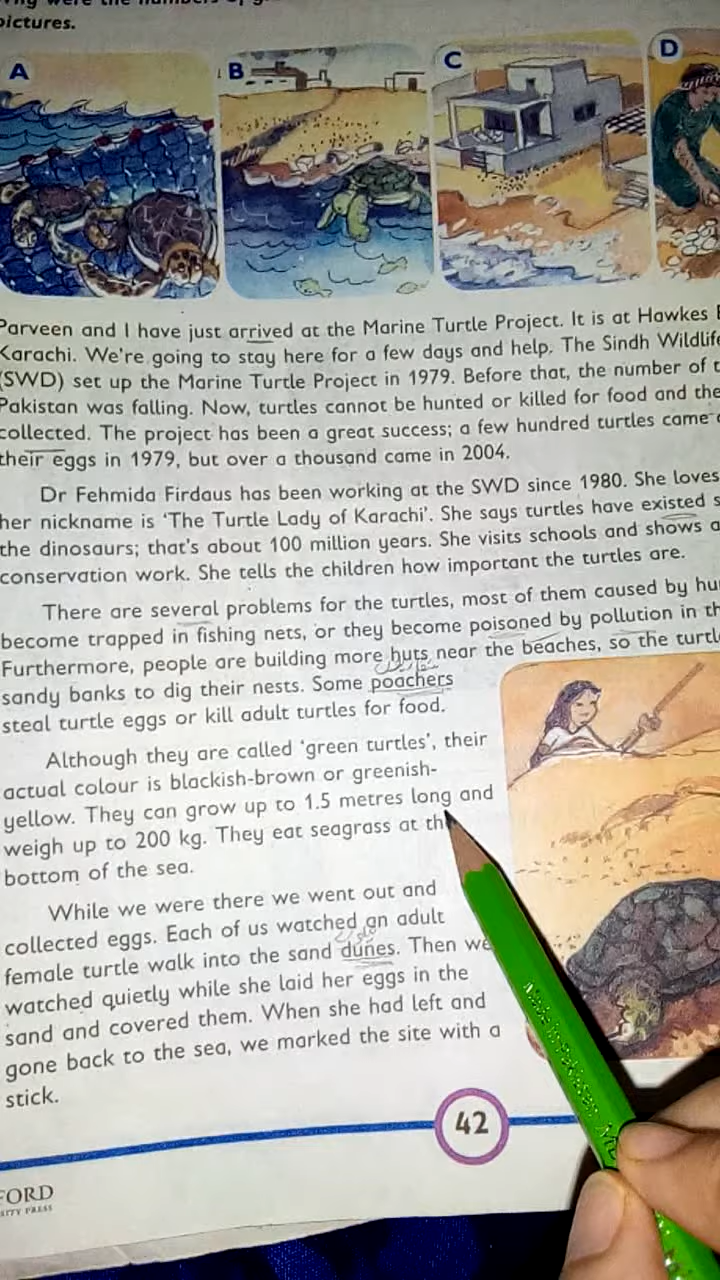 pictures.
A
B
C
D
Parveen and I have just arrived at the Marine Turtle Project. It is at Hawkes
Karachi. We're going to stay here for a few days and help. The Sindh Wildlife
(SWD) set up the Marine Turtle Project in 1979. Before that, the number of
Pakistan was falling. Now, turtles cannot be hunted or killed for food and
collected. The project has been a great success; a few hundred turtles came
their eggs in 1979, but over a thousand came in 2004.
Dr Fehmida Firdaus has been working at the SWD since 1980. She loves
her nickname is 'The Turtle Lady of Karachi'. She says turtles have existed
the dinosaurs; that's about 100 million years. She visits schools and shows
conservation work. She tells the children how important the turtles are.
There are several problems for the turtles, most of them caused by
become trapped in fishing nets, or they become poisoned by pollution in
Furthermore, people are building more huts near the beaches, so the
sandy banks to dig their nests. Some poachers
steal turtle eggs or kill adult turtles for food.
Although they are called 'green turtles', their
actual colour is blackish-brown or greenish-
yellow. They can grow up to 1.5 metres long and
weigh up to 200 kg. They eat seagrass at
bottom of the sea.
While we were there we went out and
collected eggs. Each of us watched an adult
female turtle walk into the sand dunes. Then we
watched quietly while she laid her eggs in the
sand and covered them. When she had left and
gone back to the sea, we marked the site with a
stick.
42